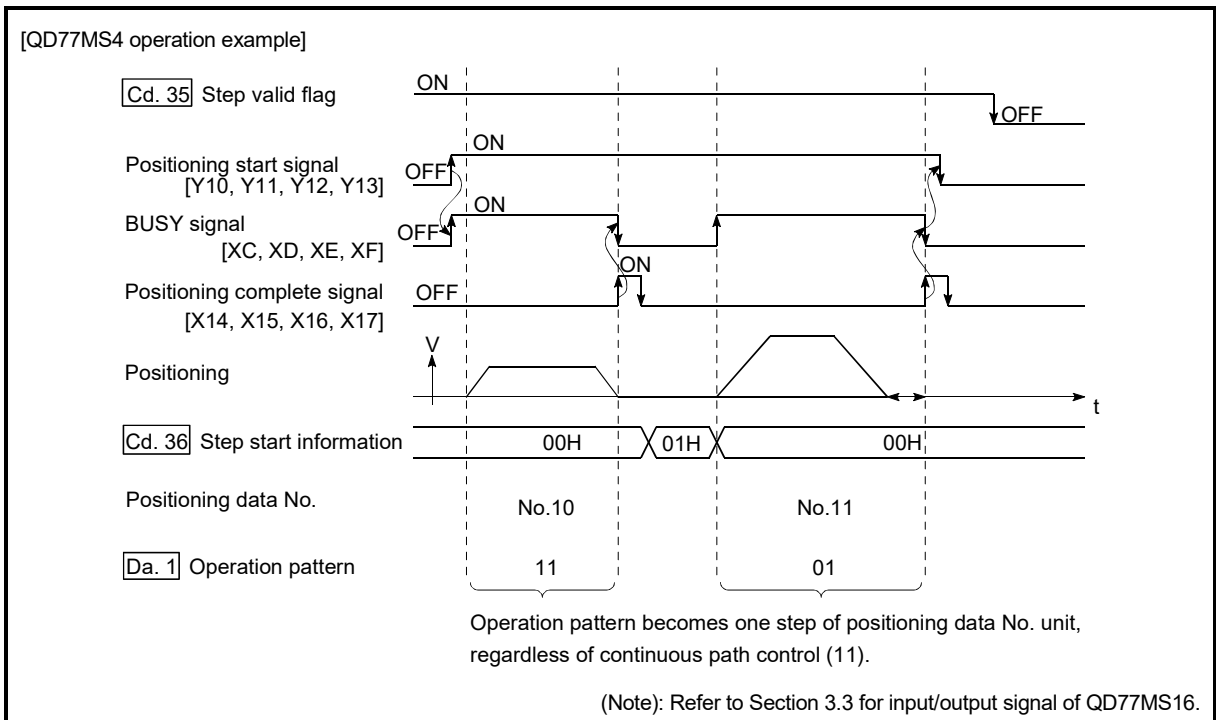 [QD77MS4 operation example]
Cd. 35 Step valid flag
ON
OFF
Positioning start signal
[Y10, Y11, Y12, Y13]
OFF
ON
BUSY signal
[XC, XD, XE, XF]
OFF
ON
Positioning complete signal
[X14, X15, X16, X17]
OFF
ON
V
Positioning
t
Cd. 36 Step start information
00H
01H
00H
Positioning data No.
No.10
No.11
Da. 1 Operation pattern
11
01
Operation pattern becomes one step of positioning data No. unit,
regardless of continuous path control (11).
(Note): Refer to Section 3.3 for input/output signal of QD77MS16.